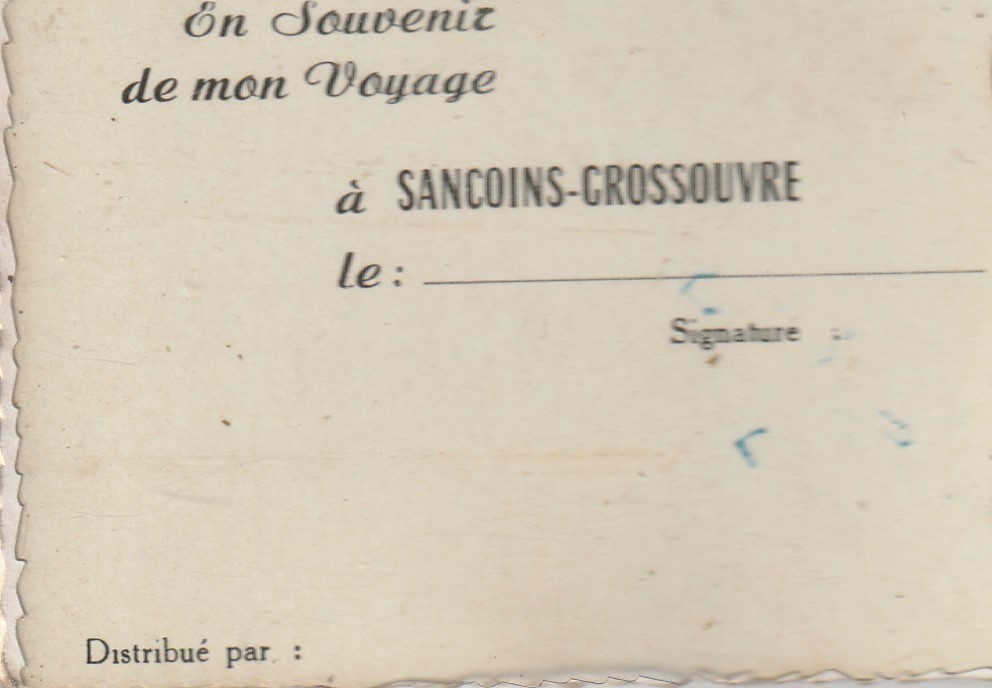 En Souvenir
de mon Voyage
à SANCOINS-GROSSOUVRE
le :
Signature :
Distribué par :